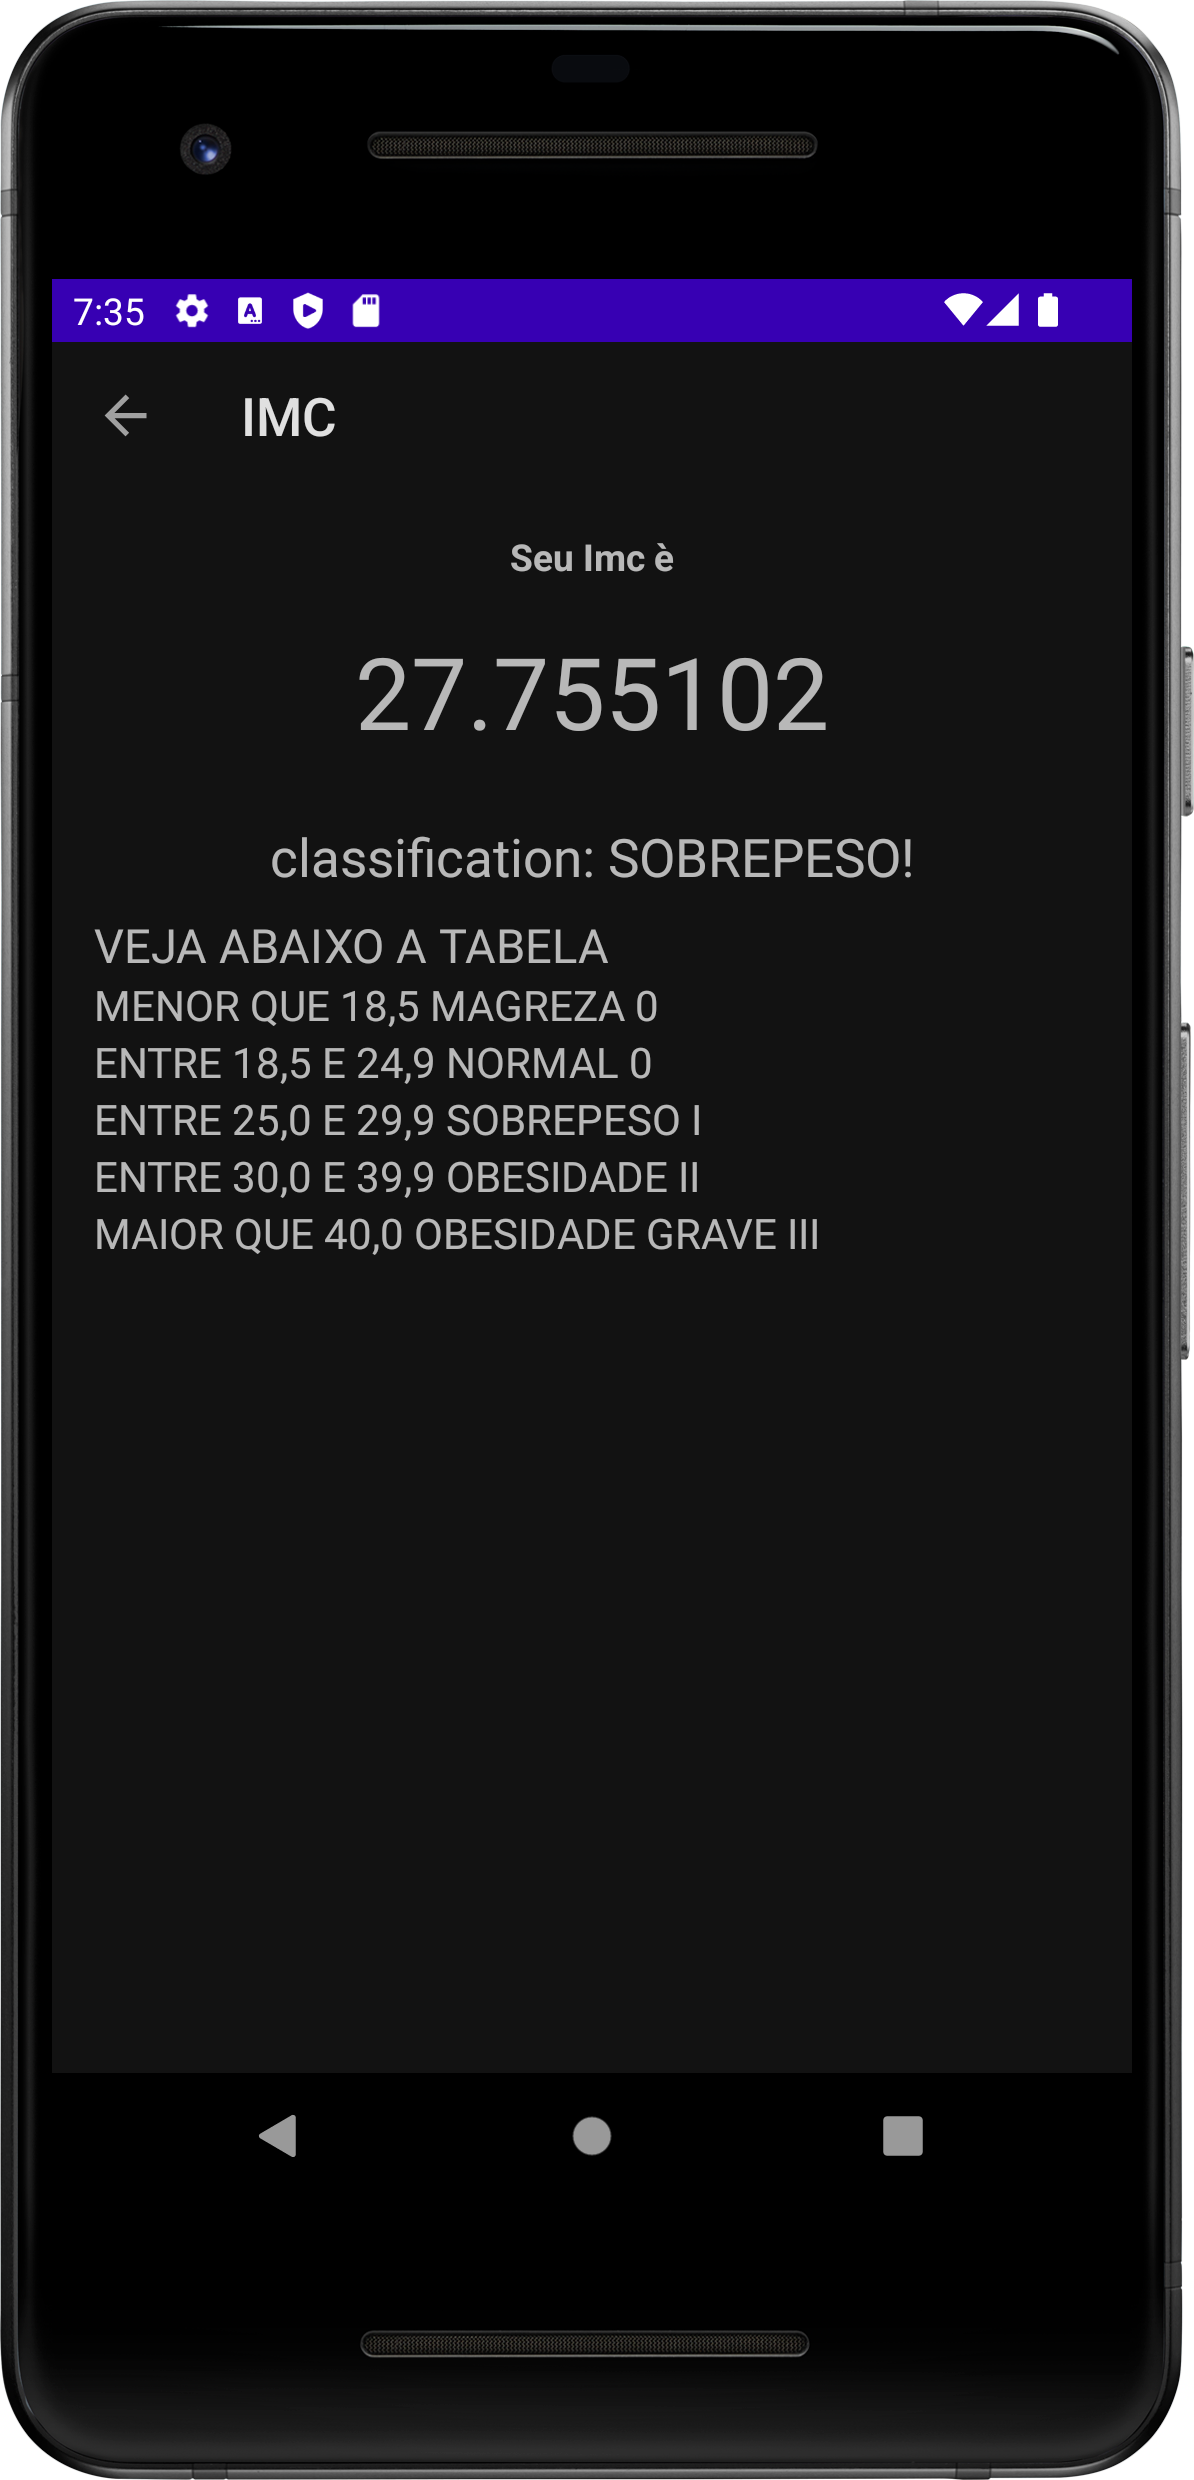 7:35
IMC
Seu Imc è
27.755102
classification: SOBREPESO!
VEJA ABAIXO A TABELA
MENOR QUE 18,5 MAGREZA 0
ENTRE 18,5 E 24,9 NORMAL 0
ENTRE 25,0 E 29,9 SOBREPESO I
ENTRE 30,0 E 39,9 OBESIDADE II
MAIOR QUE 40,0 OBESIDADE GRAVE III